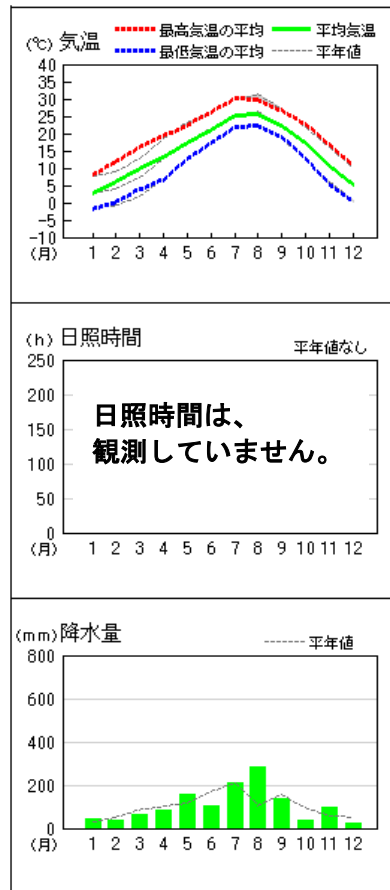 (℃) 気温
最高気温の平均 平均気温
最低気温の平均 平年値
40
35
30
25
20
15
10
5
0
-5
-10
1 2 3 4 5 6 7 8 9 10 11 12
(月)
(h) 日照時間
平年値なし
250
200
150
100
50
0
日照時間は、
観測していません。
1 2 3 4 5 6 7 8 9 10 11 12
(月)
(mm) 降水量
平年値
800
600
400
200
0
1 2 3 4 5 6 7 8 9 10 11 12
(月)